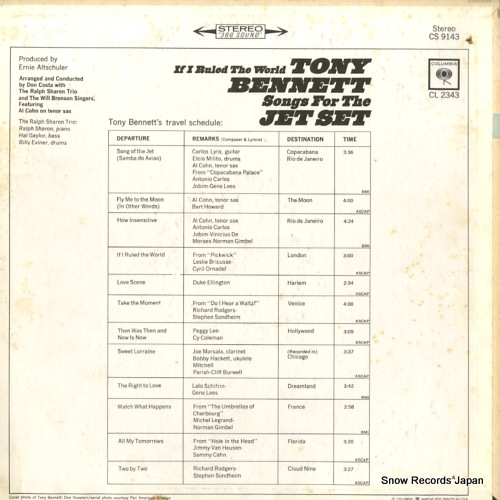 STEREO
"360 SOUND"
Stereo
CS 9143
COLUMBIA
CL 2343
Produced by
Ernie Altschuler
Arranged and Conducted
by Don Costa with
The Ralph Sharon Trio
and The Will Bronson Singers,
Featuring
Al Cohn on tenor sax
The Ralph Sharon Trio:
Ralph Sharon, piano
Hal Gaylor, bass
Billy Exiner, drums
If I Ruled The World TONY
BENNETT
Songs For The
JET SET
Tony Bennett's travel schedule:
DEPARTURE REMARKS (Composer & Lyricist) DESTINATION TIME
Song of the Jet Carlos Lyra, guitar Copacabana 3:36
(Samba do Aviao) Elcio Milito, drums Rio de Janeiro
Al Cohn, tenor sax
From "Copacabana Palace"
Antonio Carlos
Jobim-Gene Lees
BMI
Fly Me to the Moon Al Cohn, tenor sax The Moon 4:00
(In Other Words) Bart Howard
ASCAP
How Insensitive Al Cohn, tenor sax Rio de Janeiro 4:24
Antonio Carlos
Jobim-Vinicius De
Moraes-Norman Gimbel
BMI
If I Ruled the World From "Pickwick" London 3:00
Leslie Bricusse-
Cyril Ornadel
ASCAP
Love Scene Duke Ellington Harlem 2:34
ASCAP
Take the Moment From "Do I Hear a Waltz?" Venice 4:00
Richard Rodgers-
Stephen Sondheim
ASCAP
Then Was Then and Peggy Lee- Hollywood 3:09
Now Is Now Cy Coleman
ASCAP
Sweet Lorraine Joe Marsala, clarinet (Recorded in) 3:37
Bobby Hackett, ukulele Chicago
Mitchell
Parish-Cliff Burwell
ASCAP
The Right to Love Lalo Schifrin- Dreamland 3:42
Gene Lees
BMI
Watch What Happens From "The Umbrellas of France 2:58
Cherbourg"
Michel Legrand-
Norman Gimbel
BMI
All My Tomorrows From "Hole in the Head" Florida 3:20
Jimmy Van Heusen-
Sammy Cahn
ASCAP
Two by Two Richard Rodgers- Cloud Nine 3:27
Stephen Sondheim
ASCAP
Snow Records Japan